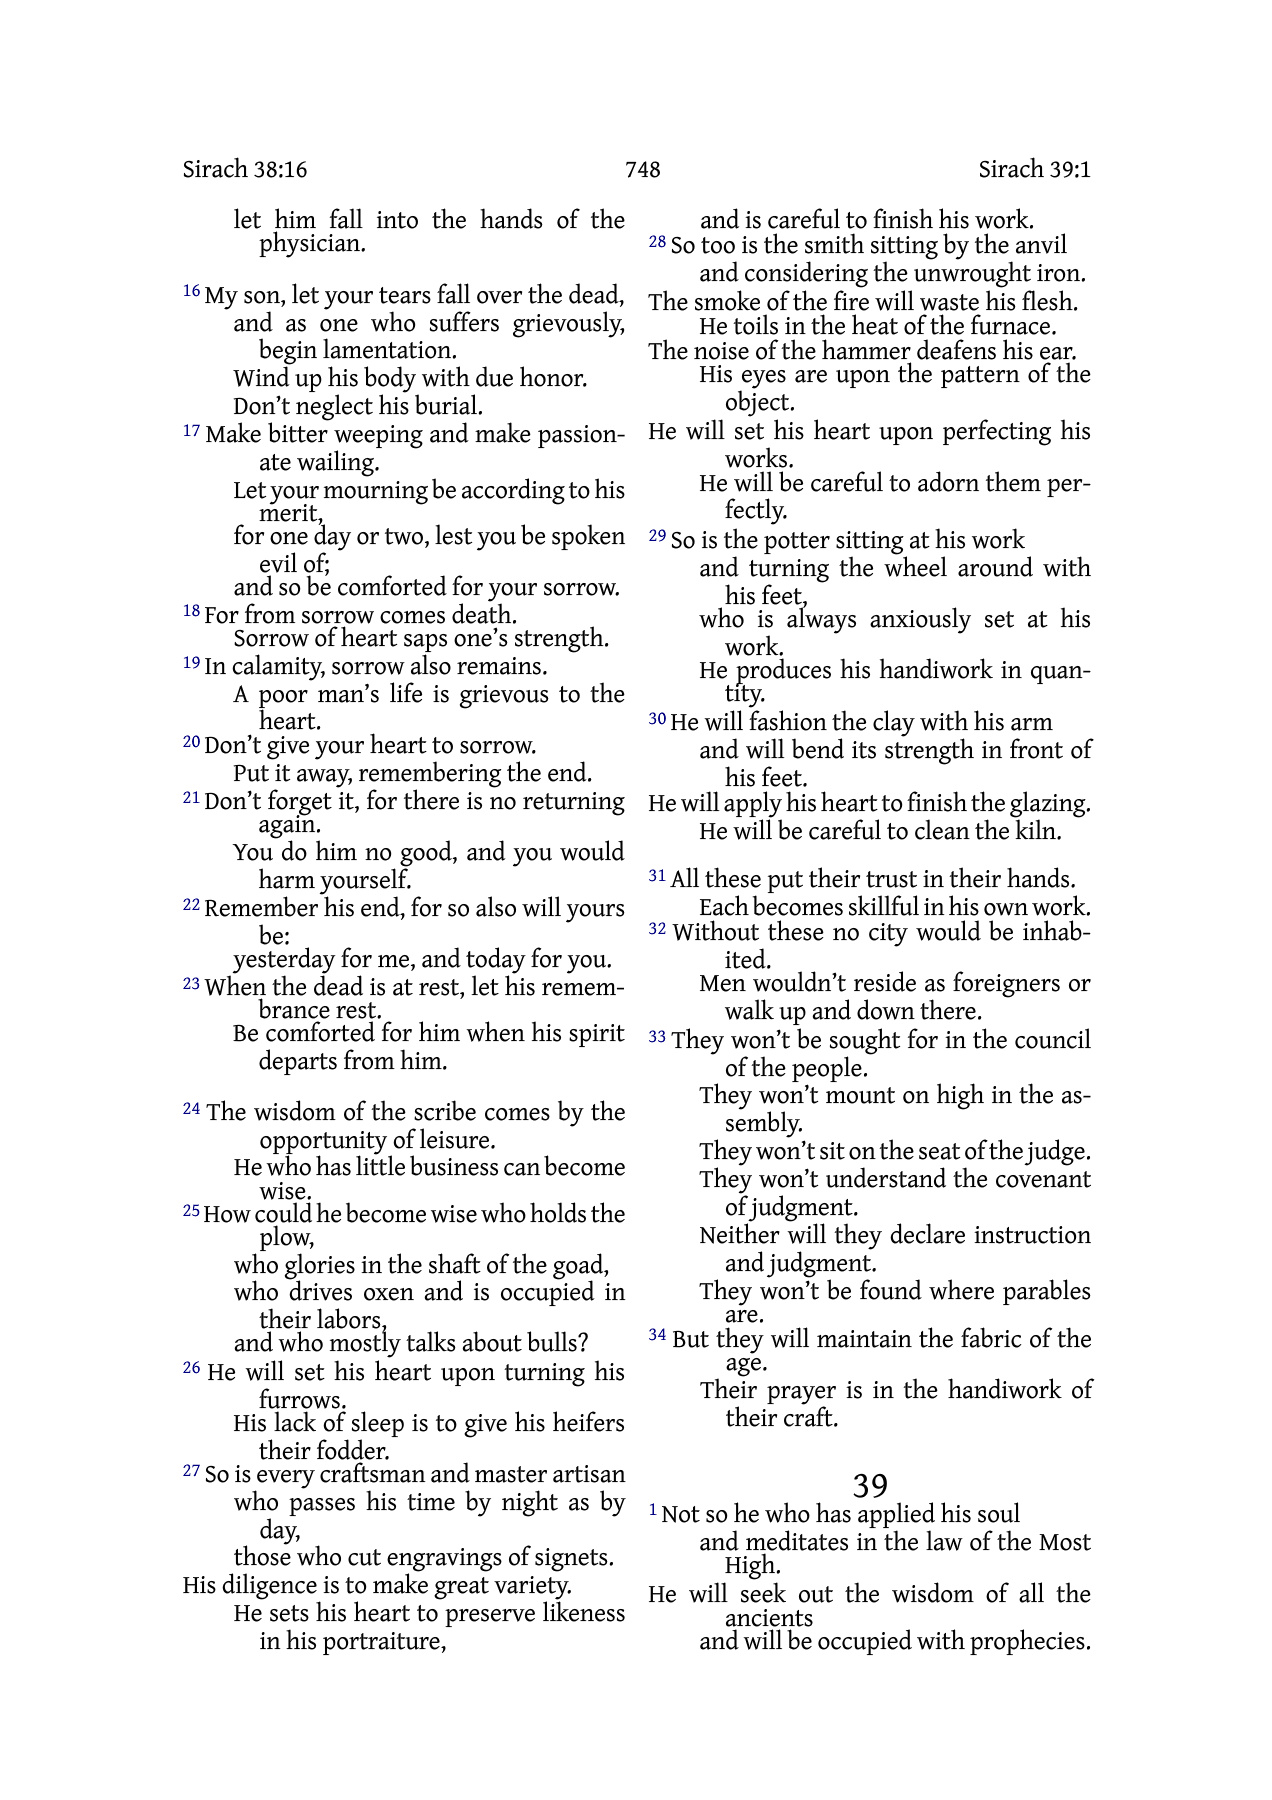 Sirach 38:16 748 Sirach 39:1
let him fall into the hands of the
physician.
16 My son, let your tears fall over the dead,
and as one who suffers grievously,
begin lamentation.
Wind up his body with due honor.
Don’t neglect his burial.
17 Make bitter weeping and make passion-
ate wailing.
Let your mourning be according to his
merit,
for one day or two, lest you be spoken
evil of;
and so be comforted for your sorrow.
18 For from sorrow comes death.
Sorrow of heart saps one’s strength.
19 In calamity, sorrow also remains.
A poor man’s life is grievous to the
heart.
20 Don’t give your heart to sorrow.
Put it away, remembering the end.
21 Don’t forget it, for there is no returning
again.
You do him no good, and you would
harm yourself.
22 Remember his end, for so also will yours
be:
yesterday for me, and today for you.
23 When the dead is at rest, let his remem-
brance rest.
Be comforted for him when his spirit
departs from him.
24 The wisdom of the scribe comes by the
opportunity of leisure.
He who has little business can become
wise.
25 How could he become wise who holds the
plow,
who glories in the shaft of the goad,
who drives oxen and is occupied in
their labors,
and who mostly talks about bulls?
26 He will set his heart upon turning his
furrows.
His lack of sleep is to give his heifers
their fodder.
27 So is every craftsman and master artisan
who passes his time by night as by
day,
those who cut engravings of signets.
His diligence is to make great variety.
He sets his heart to preserve likeness
in his portraiture,
and is careful to finish his work.
28 So too is the smith sitting by the anvil
and considering the unwrought iron.
The smoke of the fire will waste his flesh.
He toils in the heat of the furnace.
The noise of the hammer deafens his ear.
His eyes are upon the pattern of the
object.
He will set his heart upon perfecting his
works.
He will be careful to adorn them per-
fectly.
29 So is the potter sitting at his work
and turning the wheel around with
his feet,
who is always anxiously set at his
work.
He produces his handiwork in quan-
tity.
30 He will fashion the clay with his arm
and will bend its strength in front of
his feet.
He will apply his heart to finish the glazing.
He will be careful to clean the kiln.
31 All these put their trust in their hands.
Each becomes skillful in his own work.
32 Without these no city would be inhab-
ited.
Men wouldn’t reside as foreigners or
walk up and down there.
33 They won’t be sought for in the council
of the people.
They won’t mount on high in the as-
sembly.
They won’t sit on the seat of the judge.
They won’t understand the covenant
of judgment.
Neither will they declare instruction
and judgment.
They won’t be found where parables
are.
34 But they will maintain the fabric of the
age.
Their prayer is in the handiwork of
their craft.
39
1 Not so he who has applied his soul
and meditates in the law of the Most
High.
He will seek out the wisdom of all the
ancients
and will be occupied with prophecies.